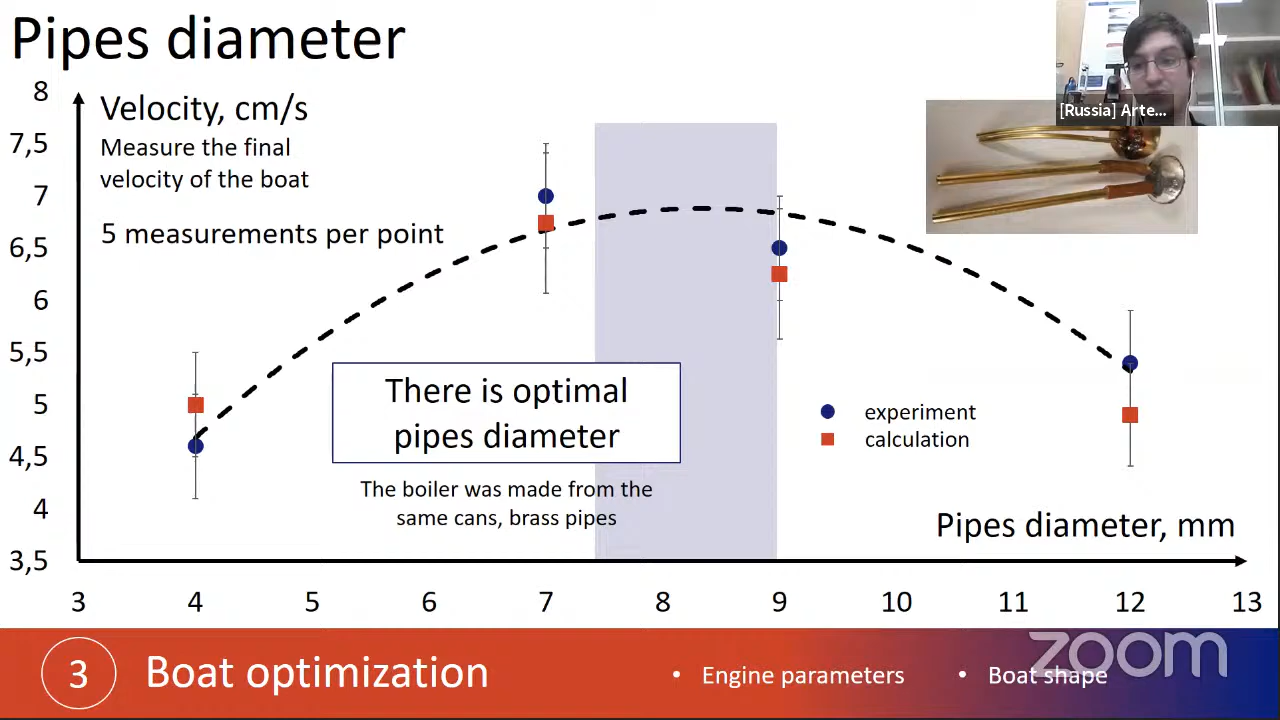 Pipes diameter
[Russia] Arte...
8
7,5
7
6,5
6
5,5
5
4,5
4
3,5
Velocity, cm/s
Measure the final
velocity of the boat
5 measurements per point
There is optimal
pipes diameter
The boiler was made from the
same cans, brass pipes
experiment
calculation
Pipes diameter, mm
3 4 5 6 7 8 9 10 11 12 13
3 Boat optimization
• Engine parameters • Boat shape
zoom